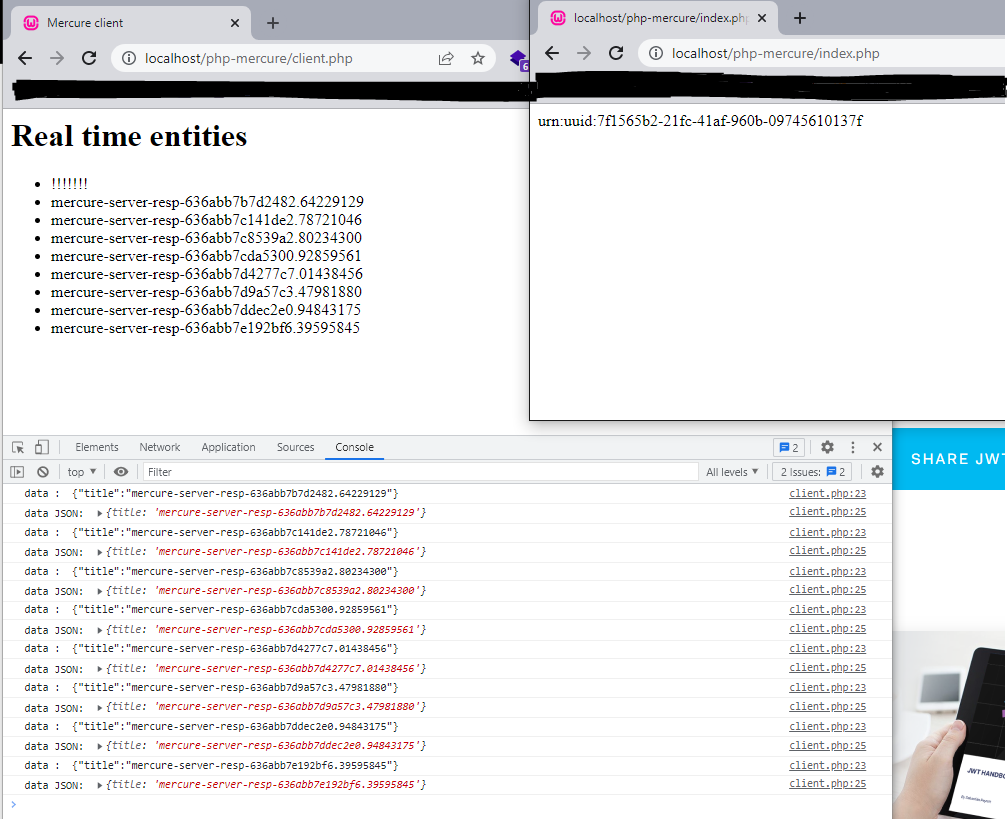 Mercure client
localhost/php-mercure/client.php
6
Real time entities
!!!!!!!
mercure-server-resp-636abb7b7d2482.64229129
mercure-server-resp-636abb7c141de2.78721046
mercure-server-resp-636abb7c8539a2.80234300
mercure-server-resp-636abb7cda5300.92859561
mercure-server-resp-636abb7d4277c7.01438456
mercure-server-resp-636abb7d9a57c3.47981880
mercure-server-resp-636abb7ddec2e0.94843175
mercure-server-resp-636abb7e192bf6.39595845
localhost/php-mercure/index.php
localhost/php-mercure/index.php
urn:uuid:7f1565b2-21fc-41af-960b-09745610137f
Elements Network Application Sources Console 2
top Filter All levels 2 Issues: 2
data : {"title":"mercure-server-resp-636abb7b7d2482.64229129"} client.php:23
data JSON: {title: 'mercure-server-resp-636abb7b7d2482.64229129'} client.php:25
data : {"title":"mercure-server-resp-636abb7c141de2.78721046"} client.php:23
data JSON: {title: 'mercure-server-resp-636abb7c141de2.78721046'} client.php:25
data : {"title":"mercure-server-resp-636abb7c8539a2.80234300"} client.php:23
data JSON: {title: 'mercure-server-resp-636abb7c8539a2.80234300'} client.php:25
data : {"title":"mercure-server-resp-636abb7cda5300.92859561"} client.php:23
data JSON: {title: 'mercure-server-resp-636abb7cda5300.92859561'} client.php:25
data : {"title":"mercure-server-resp-636abb7d4277c7.01438456"} client.php:23
data JSON: {title: 'mercure-server-resp-636abb7d4277c7.01438456'} client.php:25
data : {"title":"mercure-server-resp-636abb7d9a57c3.47981880"} client.php:23
data JSON: {title: 'mercure-server-resp-636abb7d9a57c3.47981880'} client.php:25
data : {"title":"mercure-server-resp-636abb7ddec2e0.94843175"} client.php:23
data JSON: {title: 'mercure-server-resp-636abb7ddec2e0.94843175'} client.php:25
data : {"title":"mercure-server-resp-636abb7e192bf6.39595845"} client.php:23
data JSON: {title: 'mercure-server-resp-636abb7e192bf6.39595845'} client.php:25
SHARE JWT
JWT HANDBO